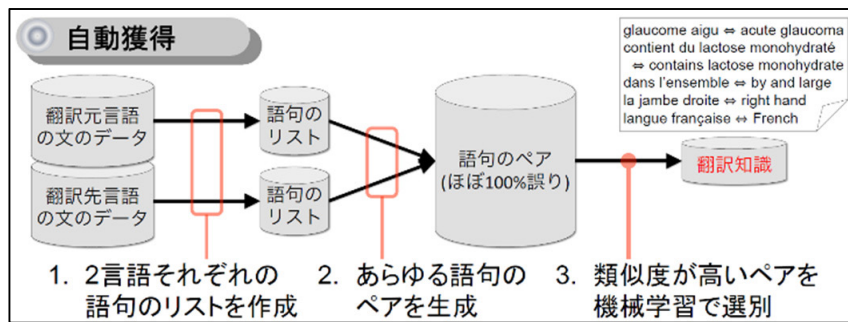 自動獲得
glaucome aigu ⇔ acute glaucoma
contient du lactose monohydraté
⇔ contains lactose monohydrate
dans l'ensemble ⇔ by and large
la jambe droite ⇔ right hand
langue française ⇔ French
翻訳元言語
の文のデータ
語句の
リスト
翻訳先言語
の文のデータ
語句の
リスト
語句のペア
(ほぼ100%誤り)
翻訳知識
1. 2言語それぞれの
語句のリストを作成
2. あらゆる語句の
ペアを生成
3. 類似度が高いペアを
機械学習で選別